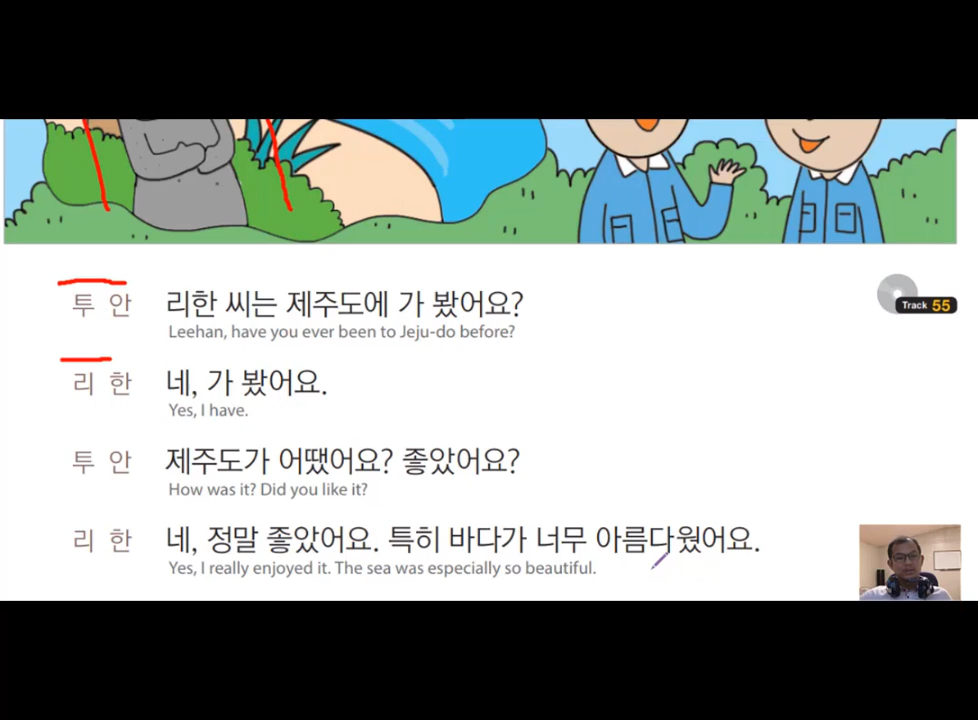 투 안 리한 씨는 제주도에 가 봤어요?
Leehan, have you ever been to Jeju-do before?
Track 55
리 한 네, 가 봤어요.
Yes, I have.
투 안 제주도가 어땠어요? 좋았어요?
How was it? Did you like it?
리 한 네, 정말 좋았어요. 특히 바다가 너무 아름다웠어요.
Yes, I really enjoyed it. The sea was especially so beautiful.